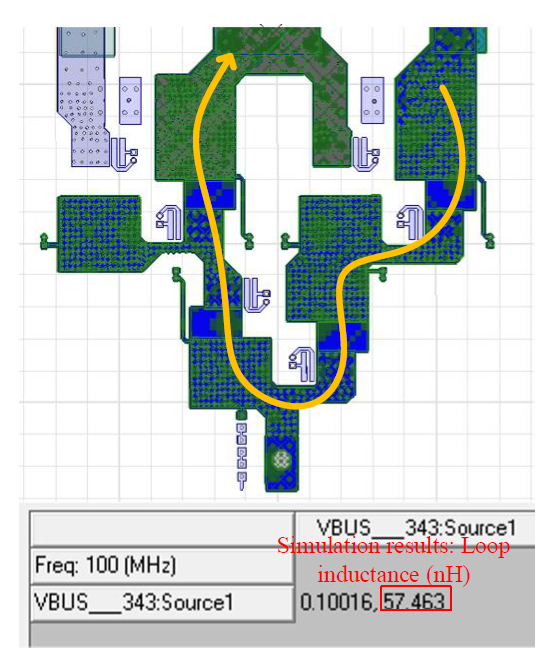 VBUS___343:Source1
Simulation results: Loop
inductance (nH)
Freq: 100 (MHz)
VBUS___343:Source1
0.10016, 57.463